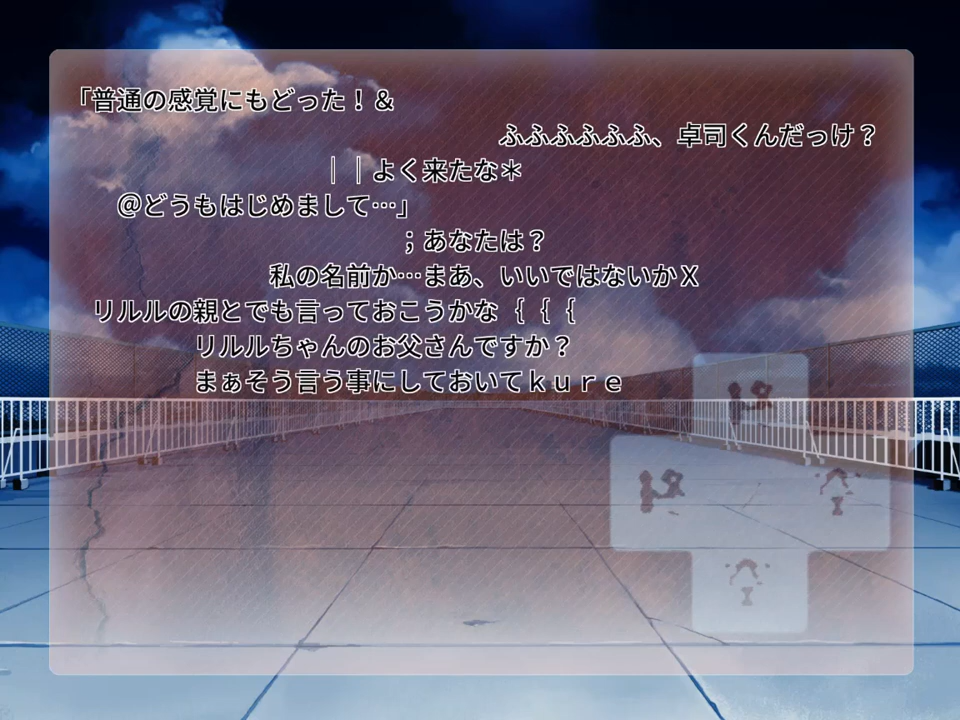 「普通の感覚にもどった！＆
ふふふふふふ、卓司くんだっけ？
｜｜よく来たな＊
＠どうもはじめまして…」
；あなたは？
私の名前か…まあ、いいではないかＸ
リルルの親とでも言っておこうかな｛｛｛
リルルちゃんのお父さんですか？
まぁそう言う事にしておいてｋｕｒｅ